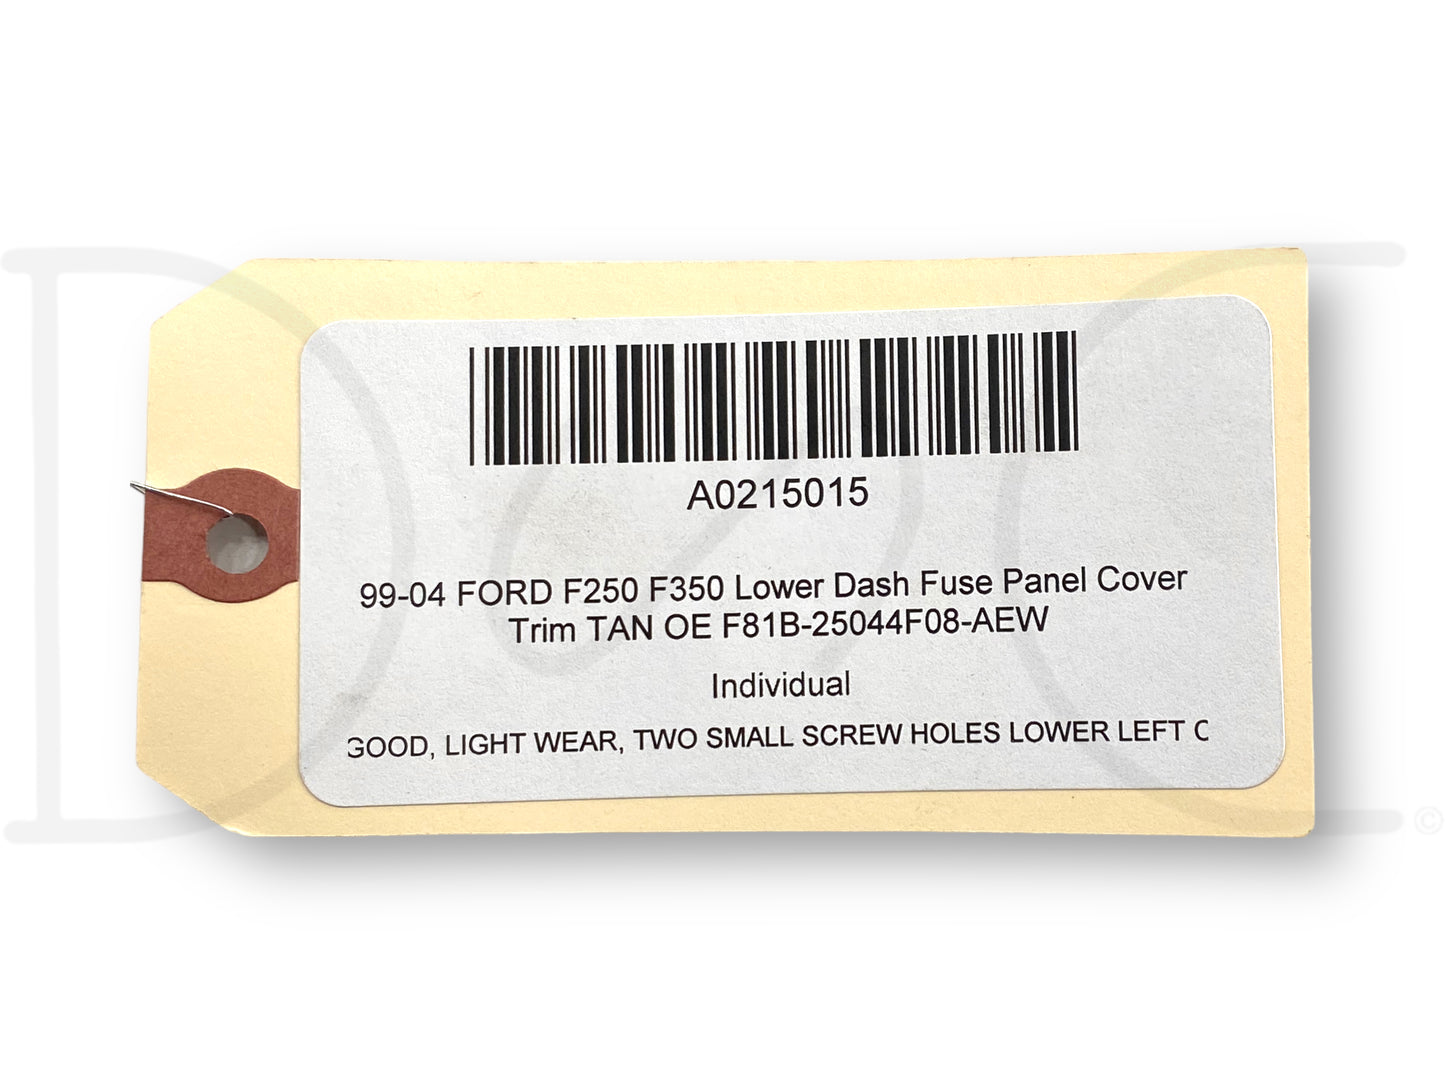 A0215015
99-04 FORD F250 F350 Lower Dash Fuse Panel Cover
Trim TAN OE F81B-25044F08-AEW
Individual
GOOD, LIGHT WEAR, TWO SMALL SCREW HOLES LOWER LEFT
©